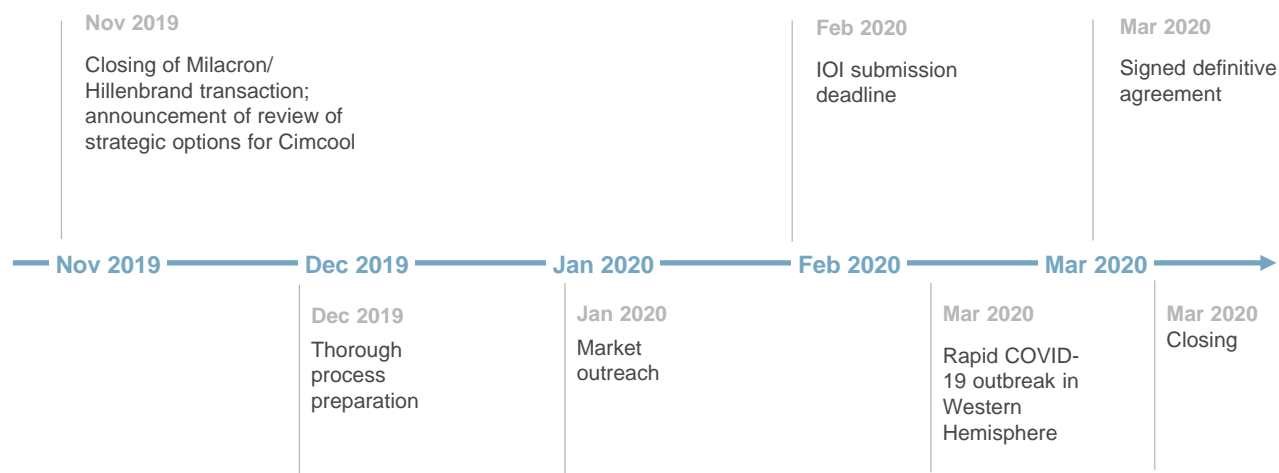 Nov 2019
Closing of Milacron/
Hillenbrand transaction;
announcement of review of
strategic options for Cimcool
Feb 2020
IOI submission
deadline
Mar 2020
Signed definitive
agreement
Nov 2019
Dec 2019
Jan 2020
Feb 2020
Mar 2020
Dec 2019
Thorough
process
preparation
Jan 2020
Market
outreach
Mar 2020
Rapid COVID-
19 outbreak in
Western
Hemisphere
Mar 2020
Closing